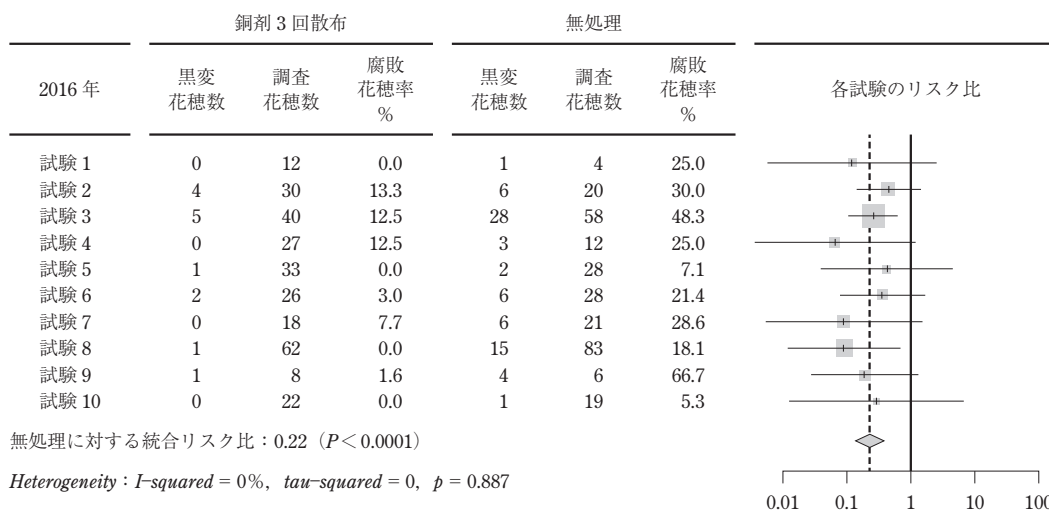 銅剤 3 回散布 無処理
2016 年 黒変花穂数 調査花穂数 腐敗花穂率% 黒変花穂数 調査花穂数 腐敗花穂率% 各試験のリスク比
試験 1 0 12 0.0 1 4 25.0
試験 2 4 30 13.3 6 20 30.0
試験 3 5 40 12.5 28 58 48.3
試験 4 0 27 12.5 3 12 25.0
試験 5 1 33 0.0 2 28 7.1
試験 6 2 26 3.0 6 28 21.4
試験 7 0 18 7.7 6 21 28.6
試験 8 1 62 0.0 15 83 18.1
試験 9 1 8 1.6 4 6 66.7
試験 10 0 22 0.0 1 19 5.3
無処理に対する統合リスク比：0.22（P＜0.0001）
Heterogeneity：I-squared = 0%, tau-squared = 0, p = 0.887
0.01 0.1 1 10 100